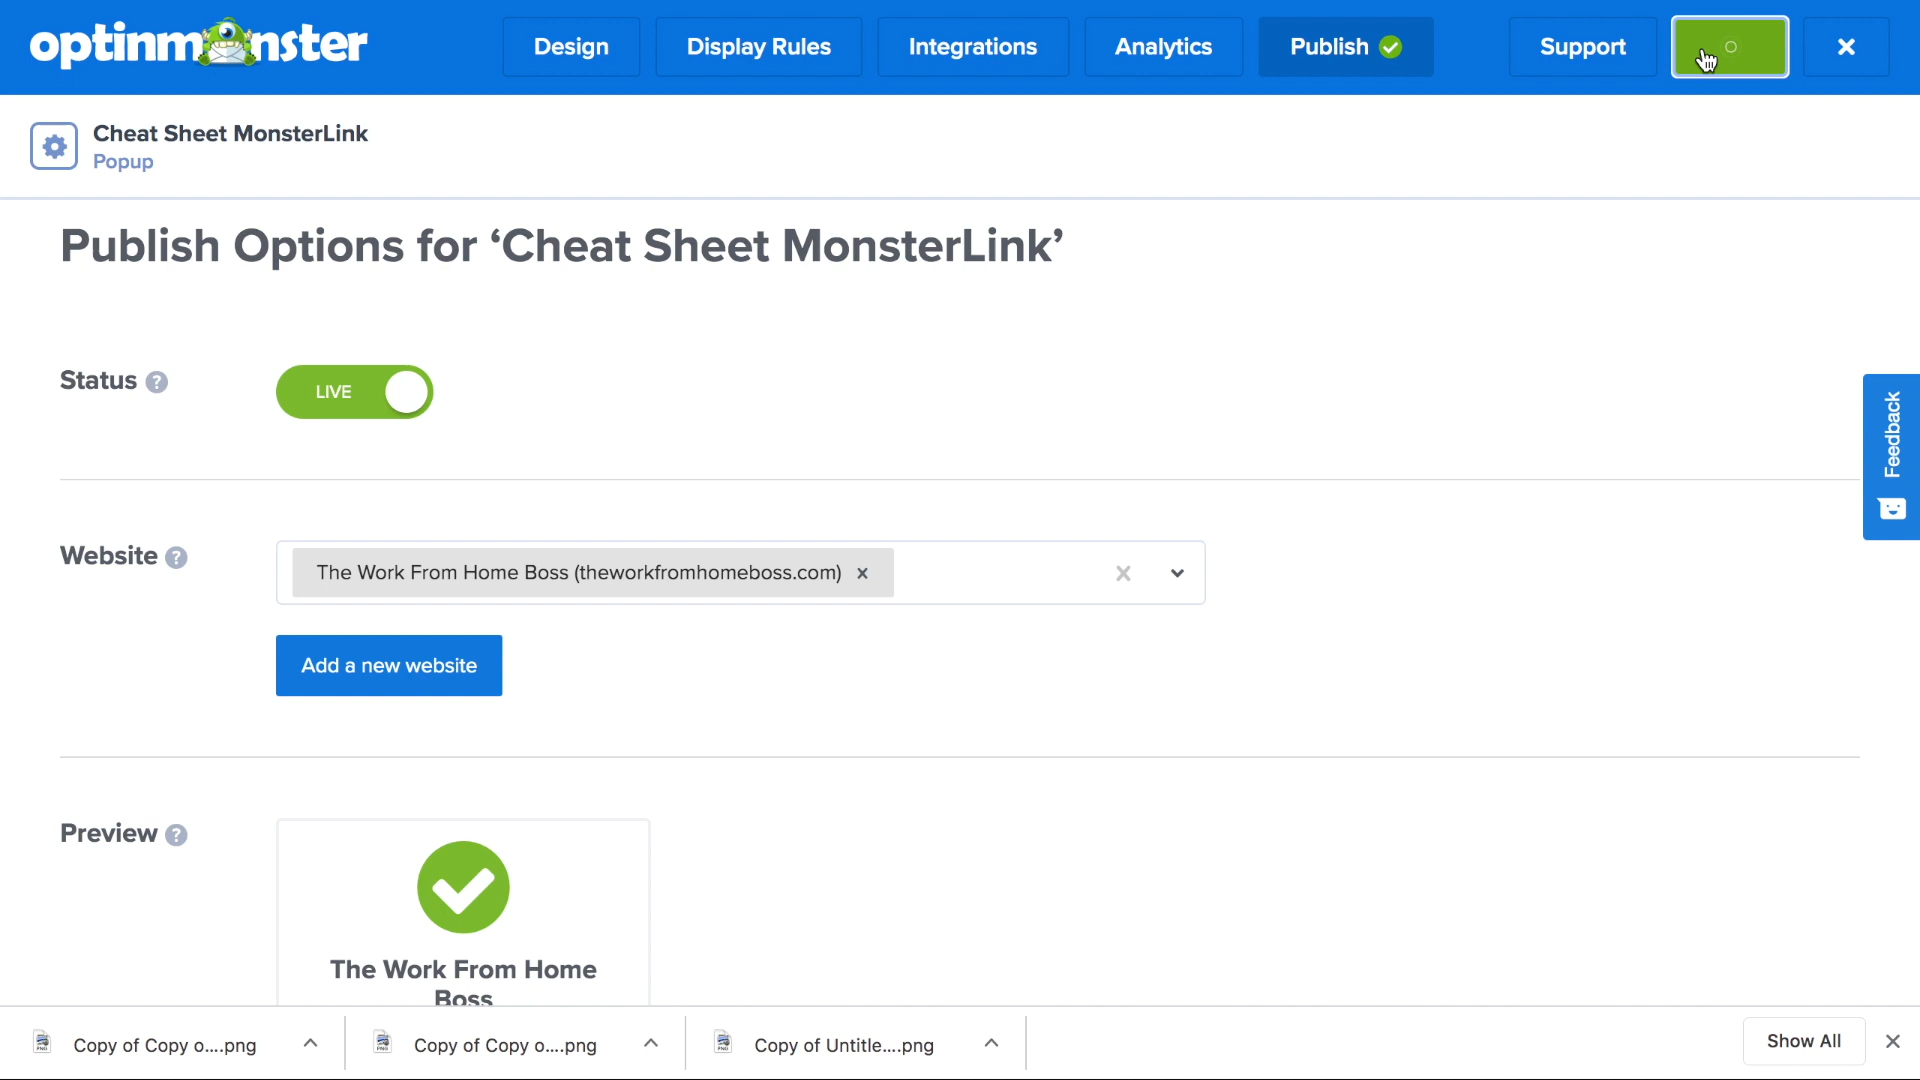 optinmonster
Design
Display Rules
Integrations
Analytics
Publish
Support
Cheat Sheet MonsterLink
Popup
Publish Options for ‘Cheat Sheet MonsterLink’
Status ?
LIVE
Feedback
Website ?
The Work From Home Boss (theworkfromhomeboss.com) ×
Add a new website
Preview ?
The Work From Home
Boss
Copy of Copy o....png
Copy of Copy o....png
Copy of Untitle....png
Show All